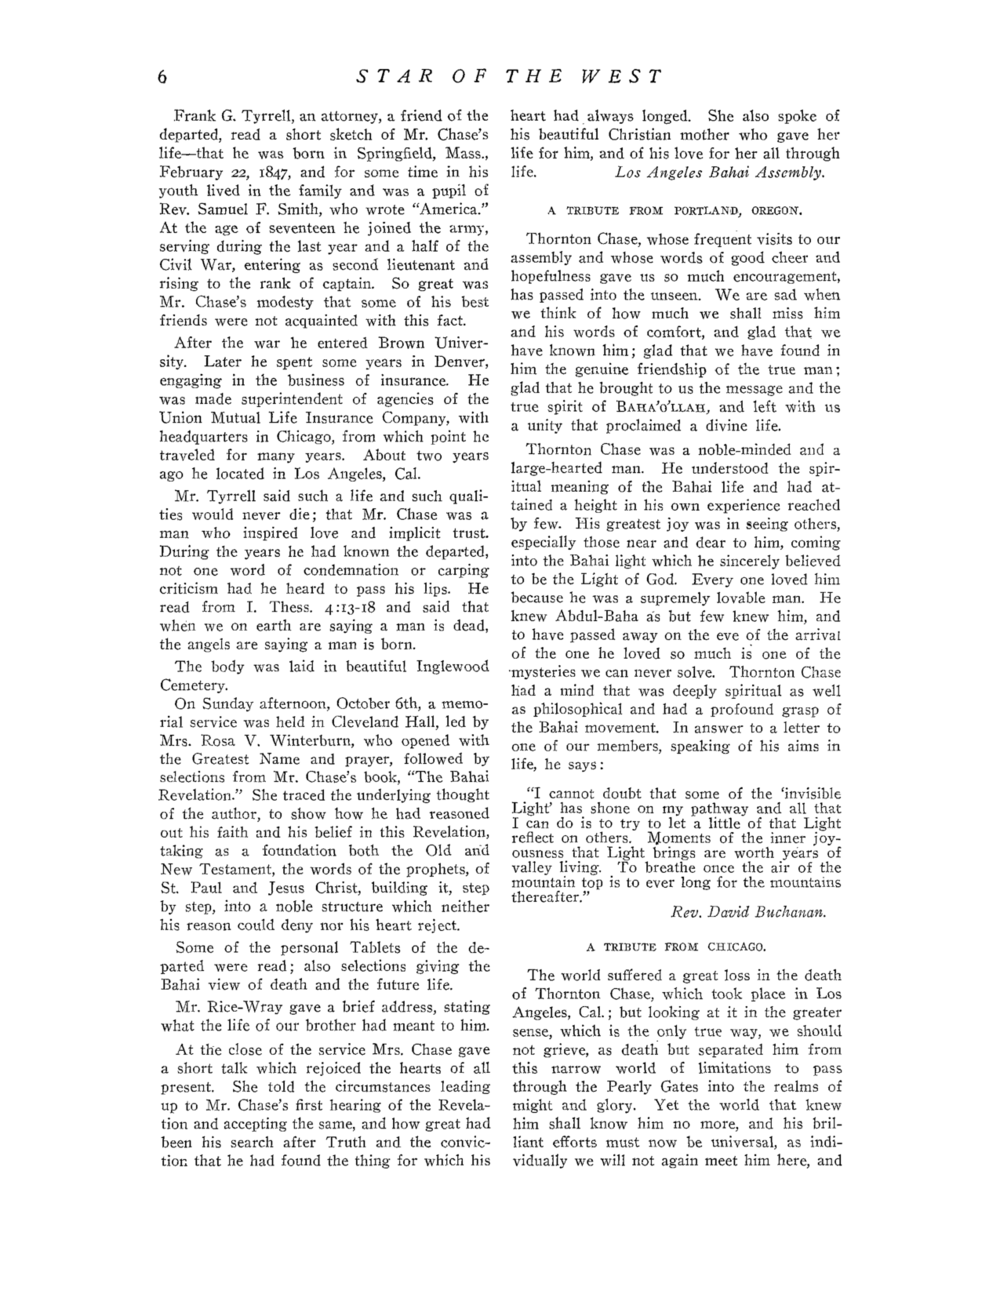 6 STAR OF THE WEST
Frank G. Tyrrell, an attorney, a friend of the
departed, read a short sketch of Mr. Chase's
life—that he was born in Springfield, Mass.,
February 22, 1847, and for some time in his
youth lived in the family and was a pupil of
Rev. Samuel F. Smith, who wrote "America."
At the age of seventeen he joined the army,
serving during the last year and a half of the
Civil War, entering as second lieutenant and
rising to the rank of captain. So great was
Mr. Chase's modesty that some of his best
friends were not acquainted with this fact.
After the war he entered Brown Univer-
sity. Later he spent some years in Denver,
engaging in the business of insurance. He
was made superintendent of agencies of the
Union Mutual Life Insurance Company, with
headquarters in Chicago, from which point he
traveled for many years. About two years
ago he located in Los Angeles, Cal.
Mr. Tyrrell said such a life and such quali-
ties would never die; that Mr. Chase was a
man who inspired love and implicit trust.
During the years he had known the departed,
not one word of condemnation or carping
criticism had he heard to pass his lips. He
read from I. Thess. 4:13-18 and said that
when we on earth are saying a man is dead,
the angels are saying a man is born.
The body was laid in beautiful Inglewood
Cemetery.
On Sunday afternoon, October 6th, a memo-
rial service was held in Cleveland Hall, led by
Mrs. Rosa V. Winterburn, who opened with
the Greatest Name and prayer, followed by
selections from Mr. Chase's book, "The Bahai
Revelation." She traced the underlying thought
of the author, to show how he had reasoned
out his faith and his belief in this Revelation,
taking as a foundation both the Old and
New Testament, the words of the prophets, of
St. Paul and Jesus Christ, building it, step
by step, into a noble structure which neither
his reason could deny nor his heart reject.
Some of the personal Tablets of the de-
parted were read; also selections giving the
Bahai view of death and the future life.
Mr. Rice-Wray gave a brief address, stating
what the life of our brother had meant to him.
At the close of the service Mrs. Chase gave
a short talk which rejoiced the hearts of all
present. She told the circumstances leading
up to Mr. Chase's first hearing of the Revela-
tion and accepting the same, and how great had
been his search after Truth and the convic-
tion that he had found the thing for which his
heart had always longed. She also spoke of
his beautiful Christian mother who gave her
life for him, and of his love for her all through
life. Los Angeles Bahai Assembly.
A TRIBUTE FROM PORTLAND, OREGON.
Thornton Chase, whose frequent visits to our
assembly and whose words of good cheer and
hopefulness gave us so much encouragement,
has passed into the unseen. We are sad when
we think of how much we shall miss him
and his words of comfort, and glad that we
have known him; glad that we have found in
him the genuine friendship of the true man;
glad that he brought to us the message and the
true spirit of BAHA'O'LLAH, and left with us
a unity that proclaimed a divine life.
Thornton Chase was a noble-minded and a
large-hearted man. He understood the spir-
itual meaning of the Bahai life and had at-
tained a height in his own experience reached
by few. His greatest joy was in seeing others,
especially those near and dear to him, coming
into the Bahai light which he sincerely believed
to be the Light of God. Every one loved him
because he was a supremely lovable man. He
knew Abdul-Baha as but few knew him, and
to have passed away on the eve of the arrival
of the one he loved so much is one of the
mysteries we can never solve. Thornton Chase
had a mind that was deeply spiritual as well
as philosophical and had a profound grasp of
the Bahai movement. In answer to a letter to
one of our members, speaking of his aims in
life, he says:
"I cannot doubt that some of the 'invisible
Light' has shone on my pathway and all that
I can do is to try to let a little of that Light
reflect on others. Moments of the inner joy-
ousness that Light brings are worth years of
valley living. To breathe once the air of the
mountain top is to ever long for the mountains
thereafter."
Rev. David Buchanan.
A TRIBUTE FROM CHICAGO.
The world suffered a great loss in the death
of Thornton Chase, which took place in Los
Angeles, Cal.; but looking at it in the greater
sense, which is the only true way, we should
not grieve, as death but separated him from
this narrow world of limitations to pass
through the Pearly Gates into the realms of
might and glory. Yet the world that knew
him shall know him no more, and his bril-
liant efforts must now be universal, as indi-
vidually we will not again meet him here, and